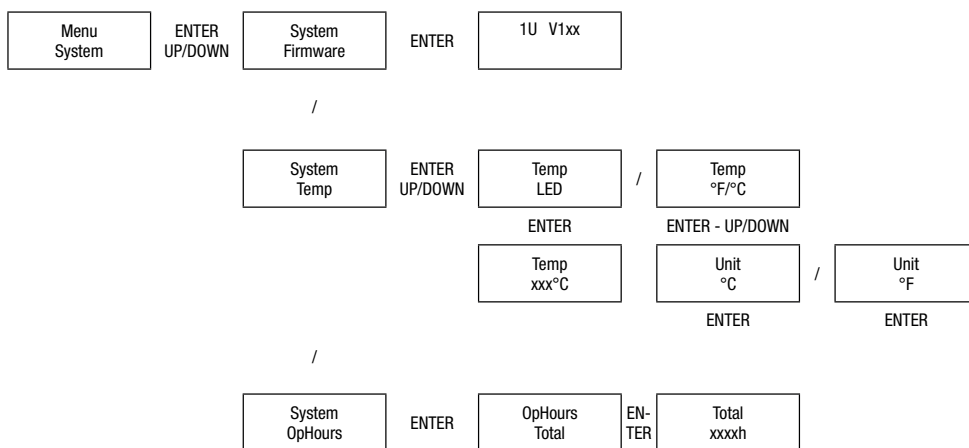 Menu
System
ENTER
UP/DOWN
System
Firmware
ENTER
1U V1xx
/
System
Temp
ENTER
UP/DOWN
Temp
LED
/
Temp
°F/°C
ENTER
ENTER - UP/DOWN
Temp
xxx°C
Unit
°C
/
Unit
°F
ENTER
ENTER
/
System
OpHours
ENTER
OpHours
Total
EN-
TER
Total
xxxxh